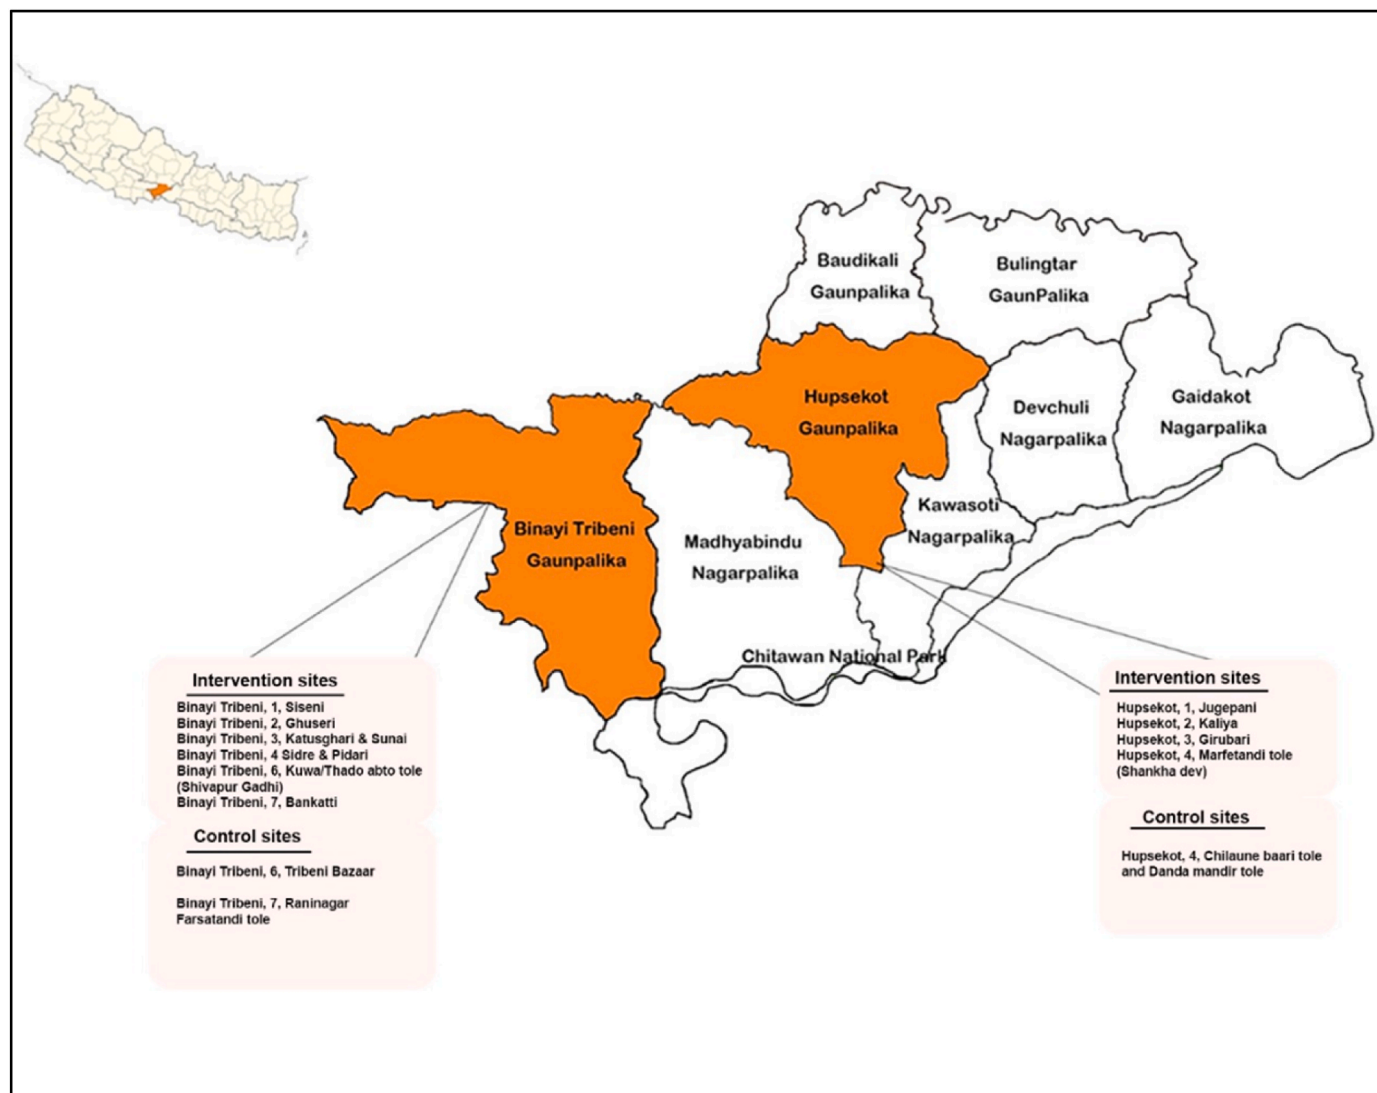 Baudikali
Gaunpalika
Bulingtar
GaunPalika
Hupsekot
Gaunpalika
Devchuli
Nagarpalika
Gaidakot
Nagarpalika
Kawasoti
Nagarpalika
Binayi Tribeni
Gaunpalika
Madhyabindu
Nagarpalika
Chitawan National Park
Intervention sites
Binayi Tribeni, 1, Siseni
Binayi Tribeni, 2, Ghuseri
Binayi Tribeni, 3, Katusghari & Sunai
Binayi Tribeni, 4 Sidre & Pidari
Binayi Tribeni, 6, Kuwa/Thado abto tole
(Shivapur Gadhi)
Binayi Tribeni, 7, Bankatti
Control sites
Binayi Tribeni, 6, Tribeni Bazaar
Binayi Tribeni, 7, Raninagar
Farsatandi tole
Intervention sites
Hupsekot, 1, Jugepani
Hupsekot, 2, Kaliya
Hupsekot, 3, Girubari
Hupsekot, 4, Marfetandi tole
(Shankha dev)
Control sites
Hupsekot, 4, Chilaune baari tole
and Danda mandir tole